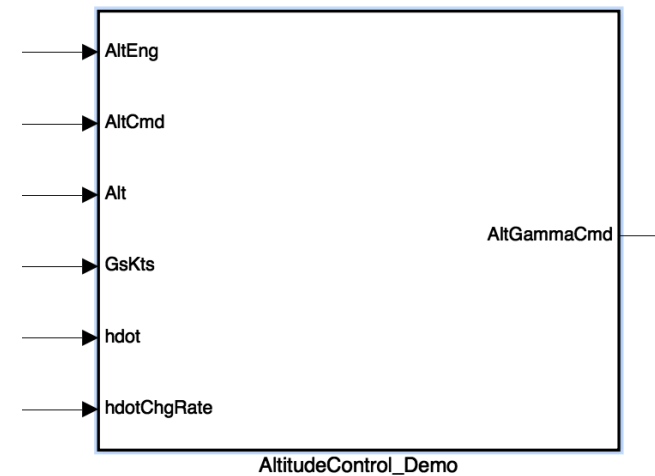 AltEng
AltCmd
Alt
AltGammaCmd
GsKts
hdot
hdotChgRate
AltitudeControl_Demo